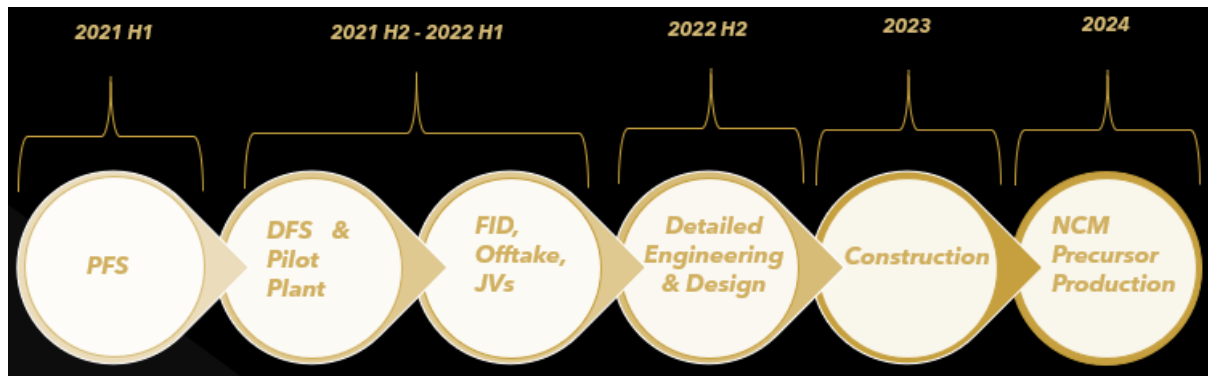 2021 H1
2021 H2 - 2022 H1
2022 H2
2023
2024
PFS
DFS &
Pilot
Plant
FID,
Offtake,
JVs
Detailed
Engineering
& Design
Construction
NCM
Precursor
Production